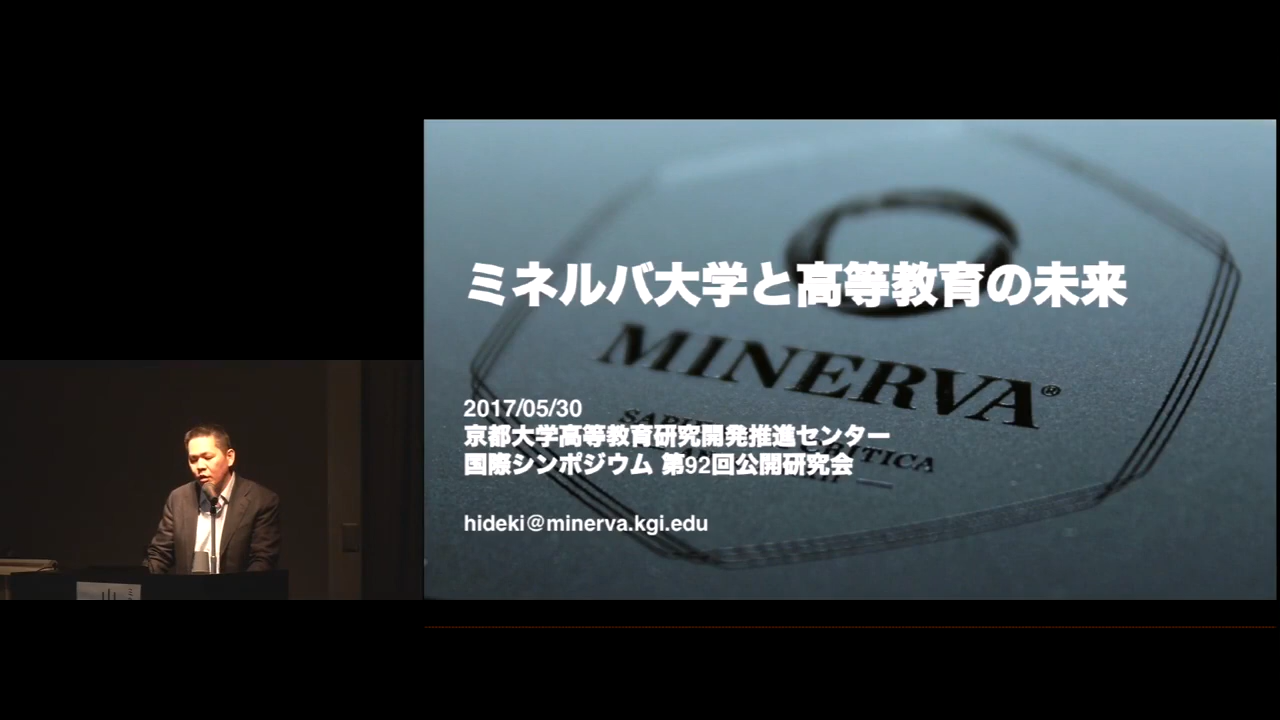 ミネルバ大学と高等教育の未来
MINERVA®
2017/05/30
京都大学高等教育研究開発推進センター
国際シンポジウム 第92回公開研究会
CRITICA
hideki@minerva.kgi.edu